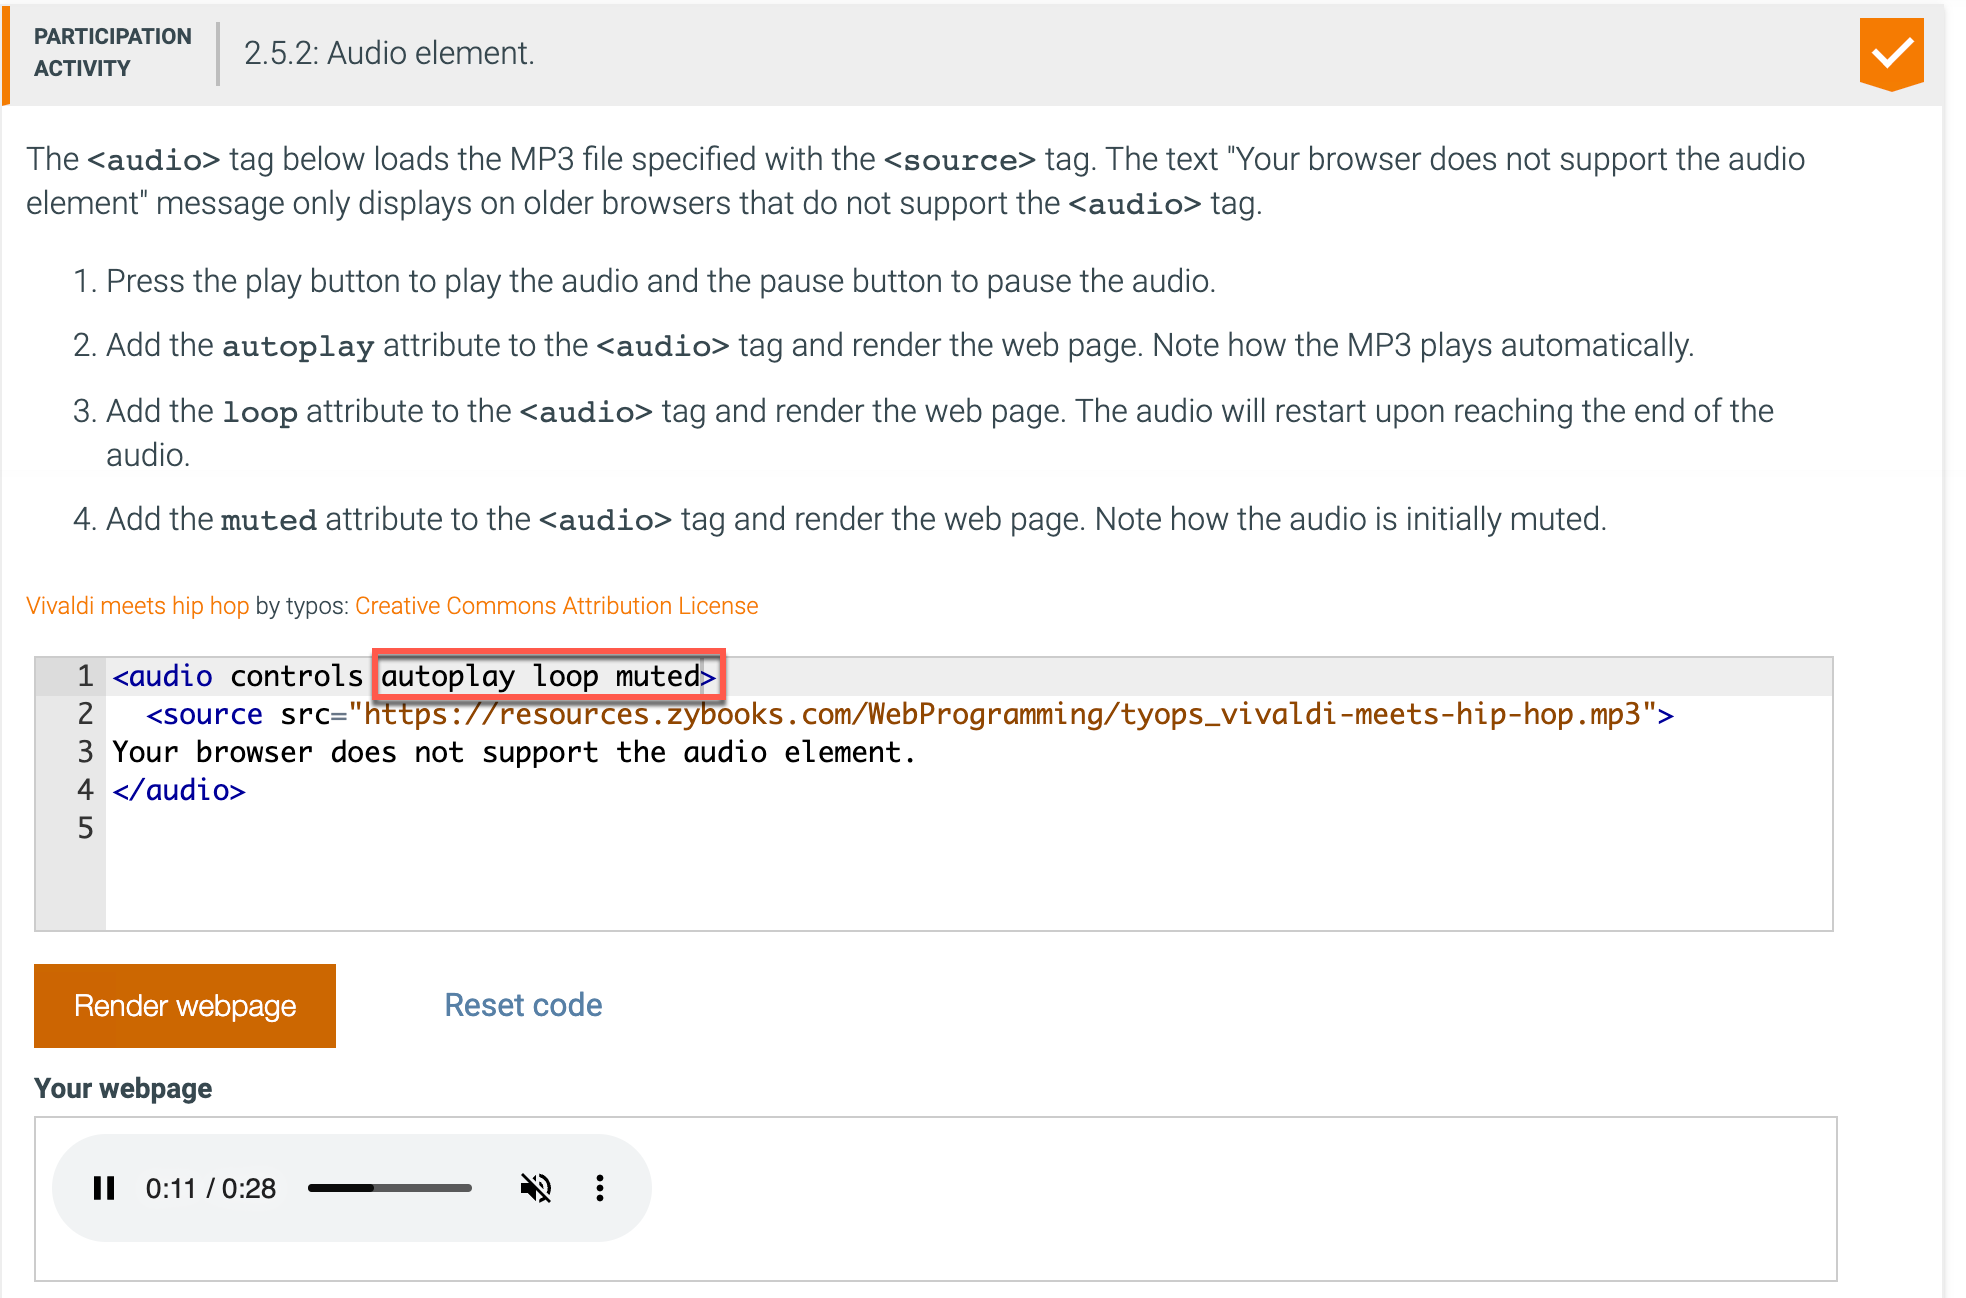 PARTICIPATION
ACTIVITY
2.5.2: Audio element.
The <audio> tag below loads the MP3 file specified with the <source> tag. The text "Your browser does not support the audio
element" message only displays on older browsers that do not support the <audio> tag.
1. Press the play button to play the audio and the pause button to pause the audio.
2. Add the autoplay attribute to the <audio> tag and render the web page. Note how the MP3 plays automatically.
3. Add the loop attribute to the <audio> tag and render the web page. The audio will restart upon reaching the end of the
audio.
4. Add the muted attribute to the <audio> tag and render the web page. Note how the audio is initially muted.
Vivaldi meets hip hop by typos: Creative Commons Attribution License
1 <audio controls autoplay loop muted>
2   <source src="https://resources.zybooks.com/WebProgramming/tyops_vivaldi-meets-hip-hop.mp3">
3 Your browser does not support the audio element.
4 </audio>
5
Render webpage
Reset code
Your webpage
0:11 / 0:28